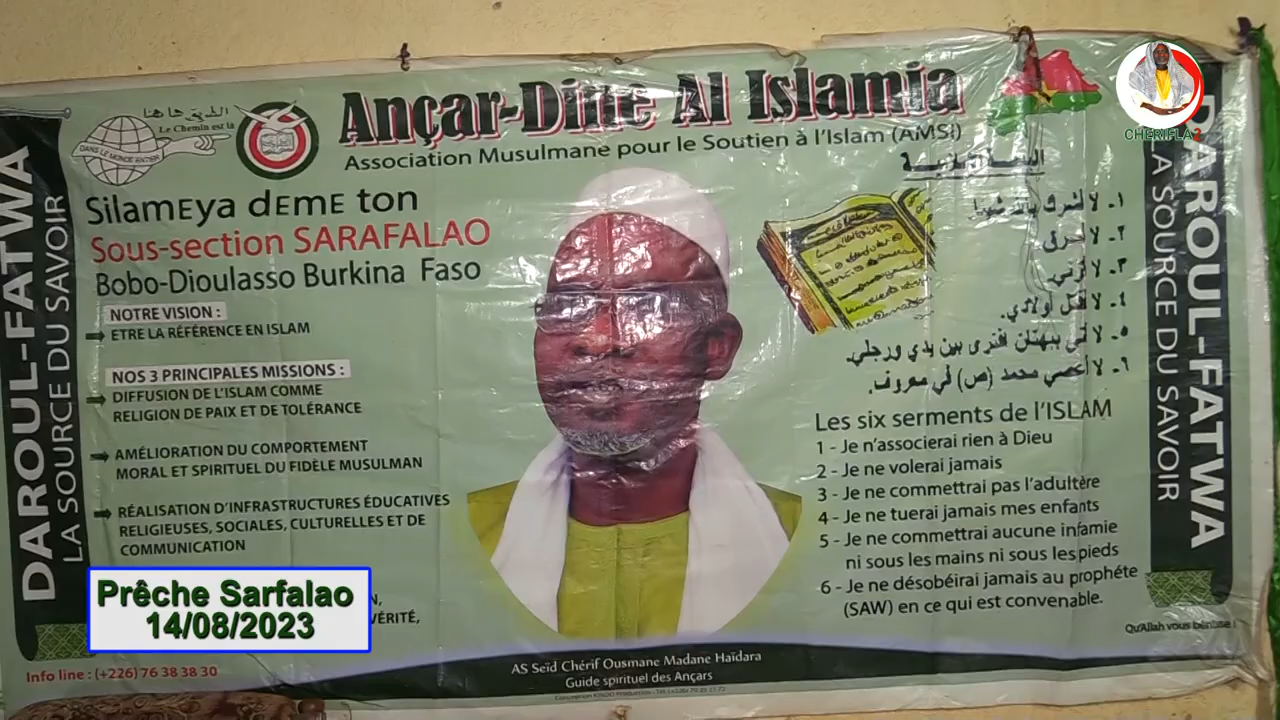 Ançar-Dine Al Islamia
Association Musulmane pour le Soutien à l'Islam (AMSI)
الطريق ها هنا
Le Chemin est là
DANS LE MONDE ENTIER
SilamEya dEmE ton
Sous-section SARAFALAO
Bobo-Dioulasso Burkina Faso
NOTRE VISION :
ETRE LA RÉFÉRENCE EN ISLAM
NOS 3 PRINCIPALES MISSIONS :
DIFFUSION DE L'ISLAM COMME
RELIGION DE PAIX ET DE TOLÉRANCE
AMÉLIORATION DU COMPORTEMENT
MORAL ET SPIRITUEL DU FIDÈLE MUSULMAN
RÉALISATION D'INFRASTRUCTURES ÉDUCATIVES
RELIGIEUSES, SOCIALES, CULTURELLES ET DE
COMMUNICATION
VÉRITÉ,
Prêche Sarfalao
14/08/2023
Info line : (+226) 76 38 38 30
DAROUL-FATWA
LA SOURCE DU SAVOIR
١- لا أشرك بالله شيئا.
٢- لا أسرق
٣- لا أزني.
٤- لا أقتل أولادي.
٥- لا آتي ببهتان أفترى بين يدي ورجلي.
٦- لا أعصي محمد (ص) في معروف.
Les six serments de l'ISLAM
1 - Je n'associerai rien à Dieu
2 - Je ne volerai jamais
3 - Je ne commettrai pas l'adultère
4 - Je ne tuerai jamais mes enfants
5 - Je ne commettrai aucune infamie
ni sous les mains ni sous les pieds
6 - Je ne désobéirai jamais au prophéte
(SAW) en ce qui est convenable.
Qu'Allah vous bénisse !
AS Seïd Chérif Ousmane Madane Haïdara
Guide spirituel des Ançars
CHERIFLA 2
DAROUL-FATWA
LA SOURCE DU SAVOIR